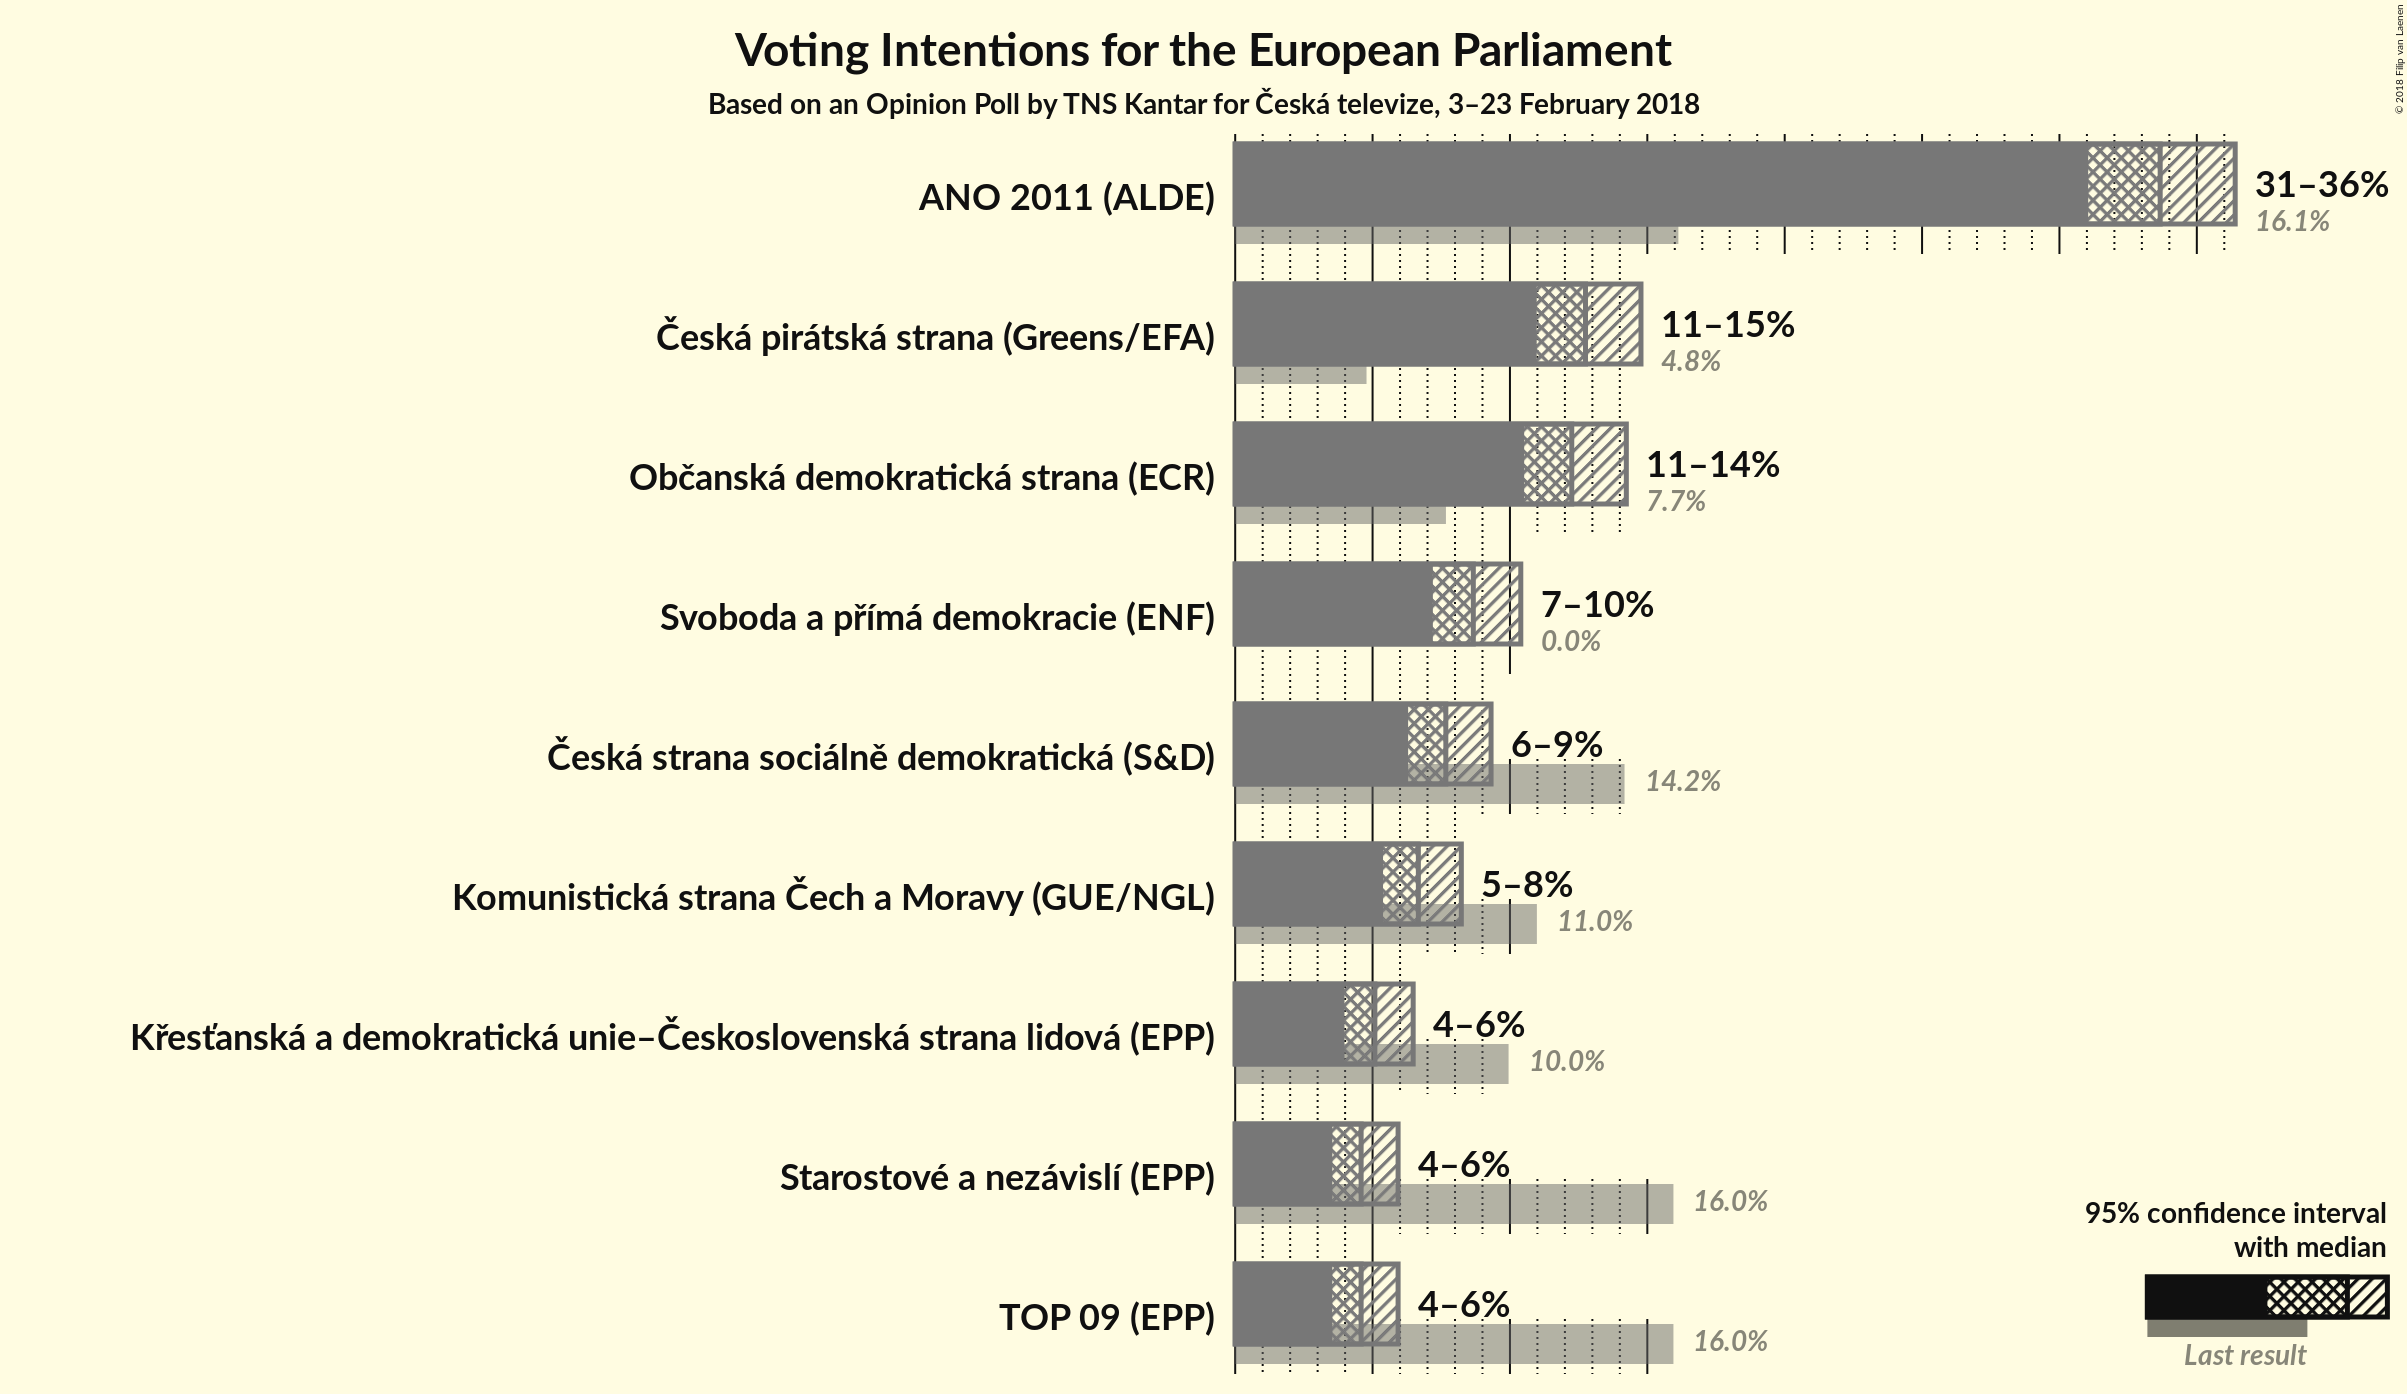 Voting Intentions for the European Parliament
Based on an Opinion Poll by TNS Kantar for Česká televize, 3–23 February 2018
© 2018 Filip van Laenen
ANO 2011 (ALDE)
31–36%
16.1%
Česká pirátská strana (Greens/EFA)
11–15%
4.8%
Občanská demokratická strana (ECR)
11–14%
7.7%
Svoboda a přímá demokracie (ENF)
7–10%
0.0%
Česká strana sociálně demokratická (S&D)
6–9%
14.2%
Komunistická strana Čech a Moravy (GUE/NGL)
5–8%
11.0%
Křesťanská a demokratická unie–Československá strana lidová (EPP)
4–6%
10.0%
Starostové a nezávislí (EPP)
4–6%
16.0%
TOP 09 (EPP)
4–6%
16.0%
95% confidence interval
with median
Last result